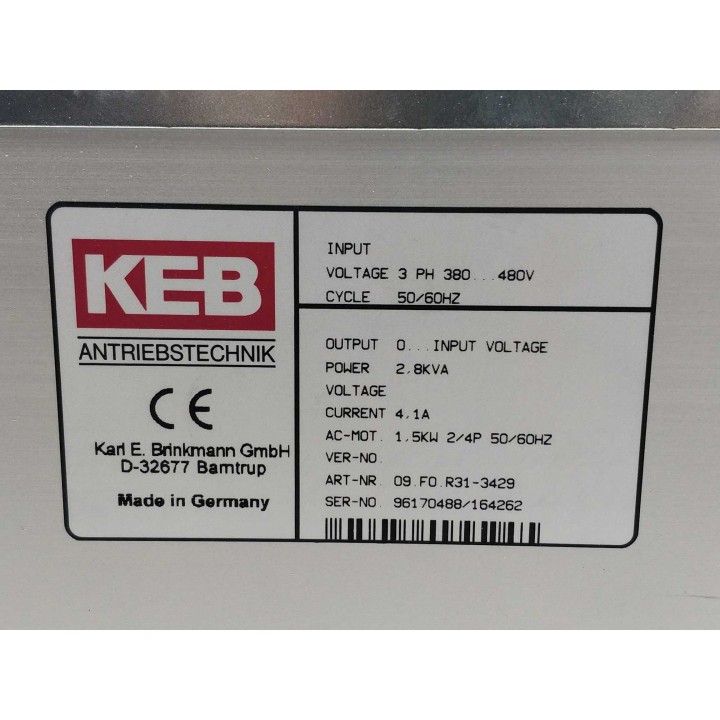 KEB
ANTRIEBSTECHNIK
CE
Karl E. Brinkmann GmbH
D-32677 Barntrup
Made in Germany
INPUT
VOLTAGE 3 PH 380...480V
CYCLE 50/60HZ
OUTPUT 0...INPUT VOLTAGE
POWER 2,8KVA
VOLTAGE
CURRENT 4,1A
AC-MOT. 1,5KW 2/4P 50/60HZ
VER-NO.
ART-NR. 09.F0.R31-3429
SER-NO. 96170488/164262